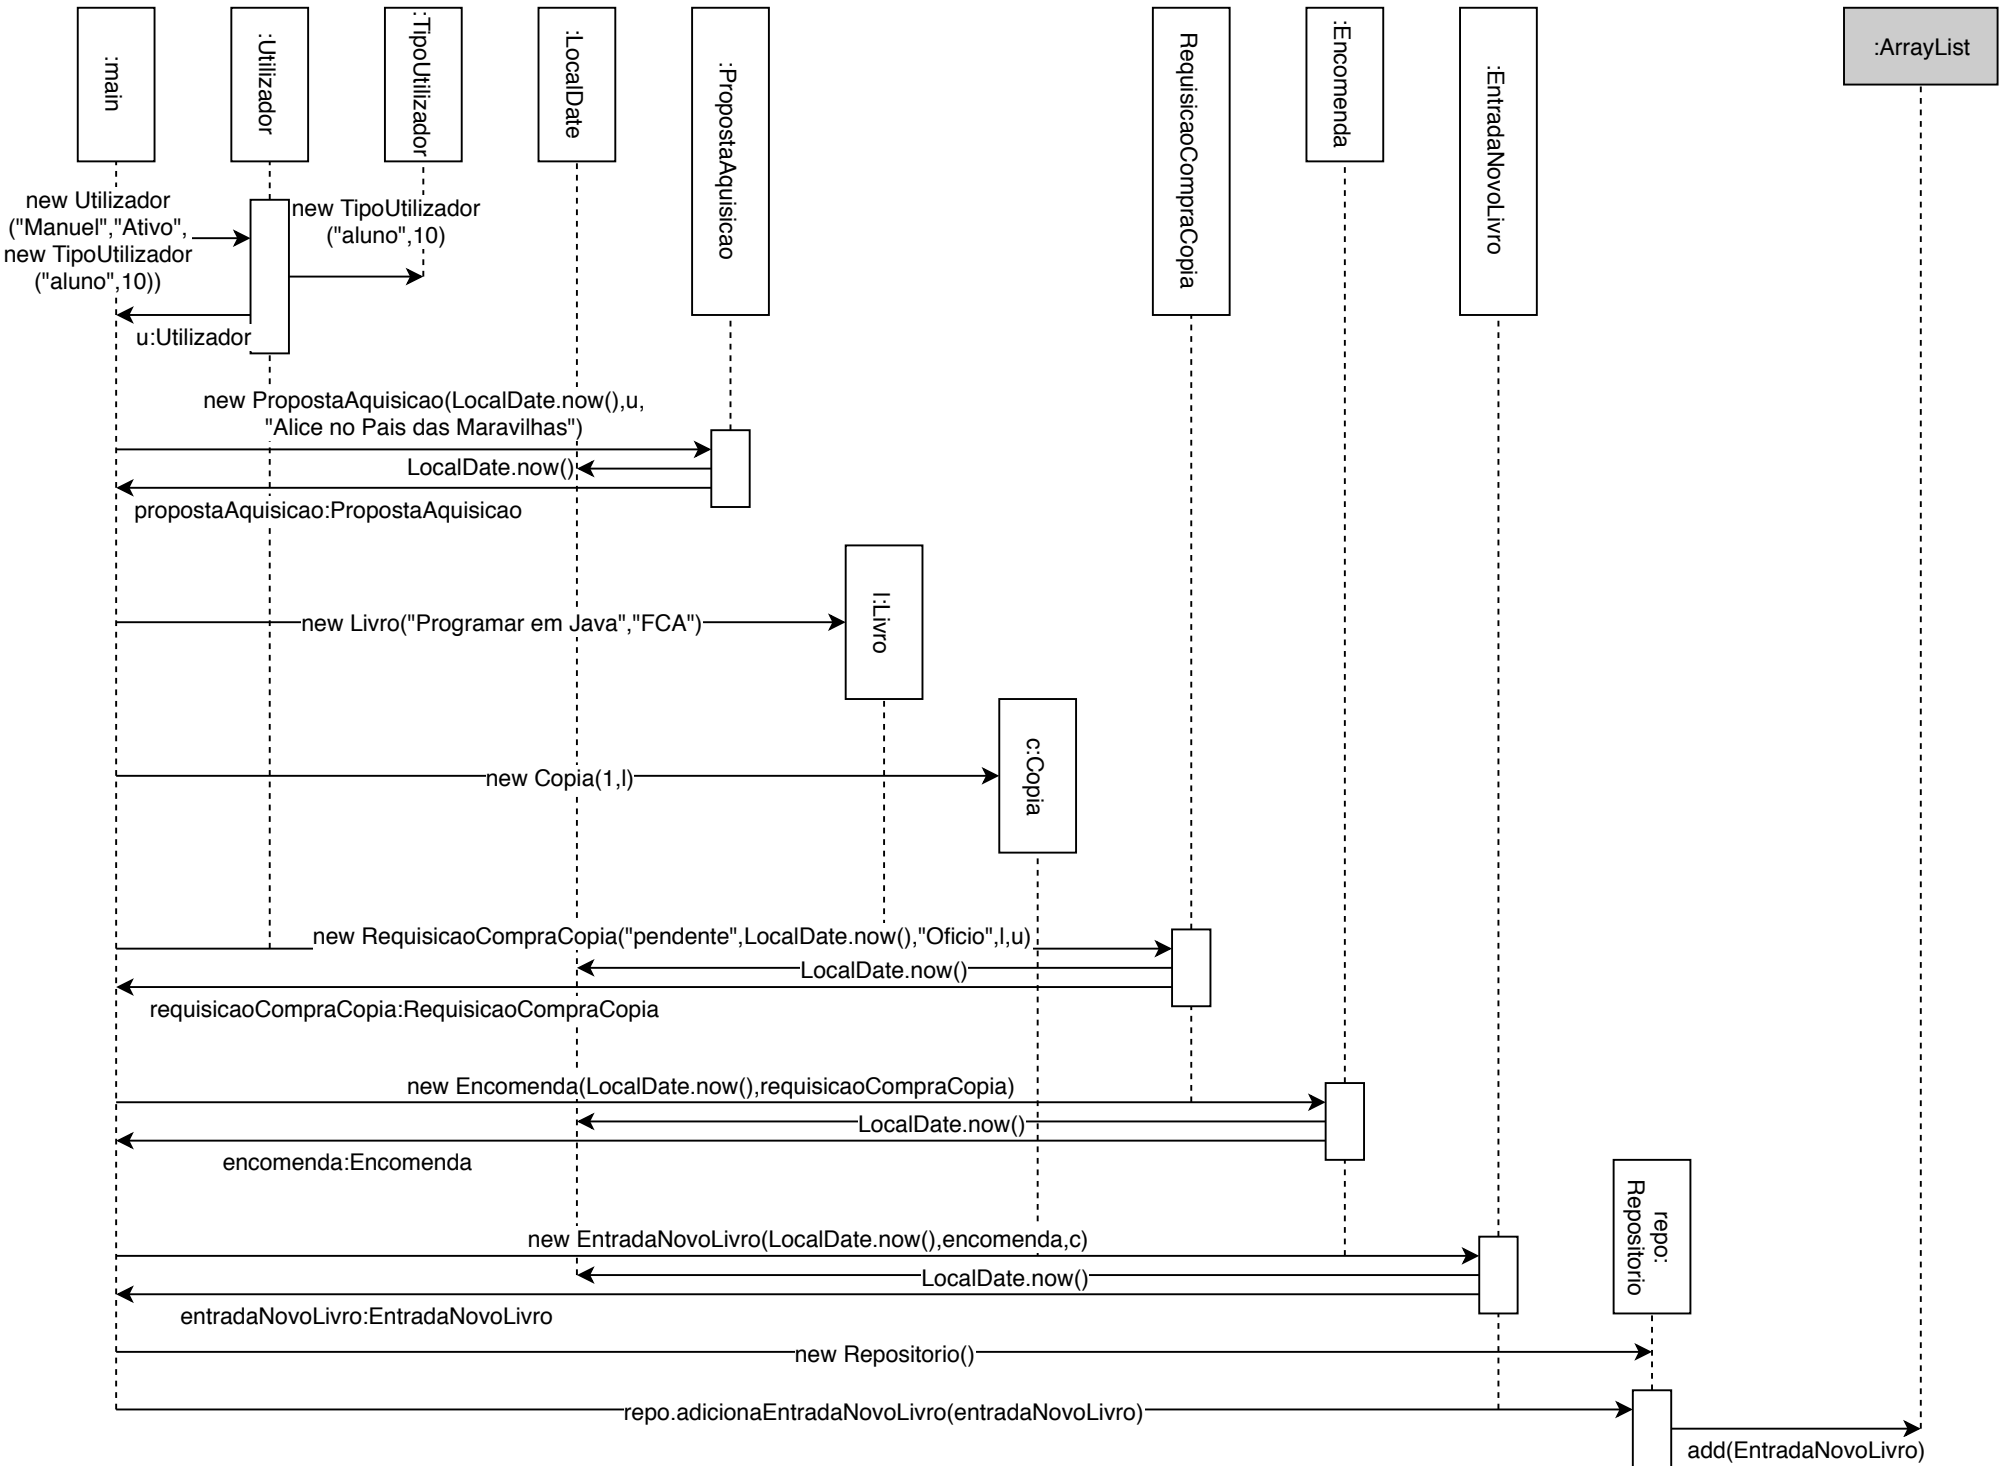 :main
:Utilizador
:TipoUtilizador
:LocalDate
:PropostaAquisicao
RequisicaoCompraCopia
:Encomenda
:EntradaNovoLivro
:ArrayList
new Utilizador
("Manuel","Ativo",
new TipoUtilizador
("aluno",10))
new TipoUtilizador
("aluno",10)
u:Utilizador
new PropostaAquisicao(LocalDate.now(),u,
"Alice no Pais das Maravilhas")
LocalDate.now()
propostaAquisicao:PropostaAquisicao
l:Livro
new Livro("Programar em Java","FCA")
c:Copia
new Copia(1,l)
new RequisicaoCompraCopia("pendente",LocalDate.now(),"Oficio",l,u)
LocalDate.now()
requisicaoCompraCopia:RequisicaoCompraCopia
new Encomenda(LocalDate.now(),requisicaoCompraCopia)
LocalDate.now()
encomenda:Encomenda
repo:
Repositorio
new EntradaNovoLivro(LocalDate.now(),encomenda,c)
LocalDate.now()
entradaNovoLivro:EntradaNovoLivro
new Repositorio()
repo.adicionaEntradaNovoLivro(entradaNovoLivro)
add(EntradaNovoLivro)